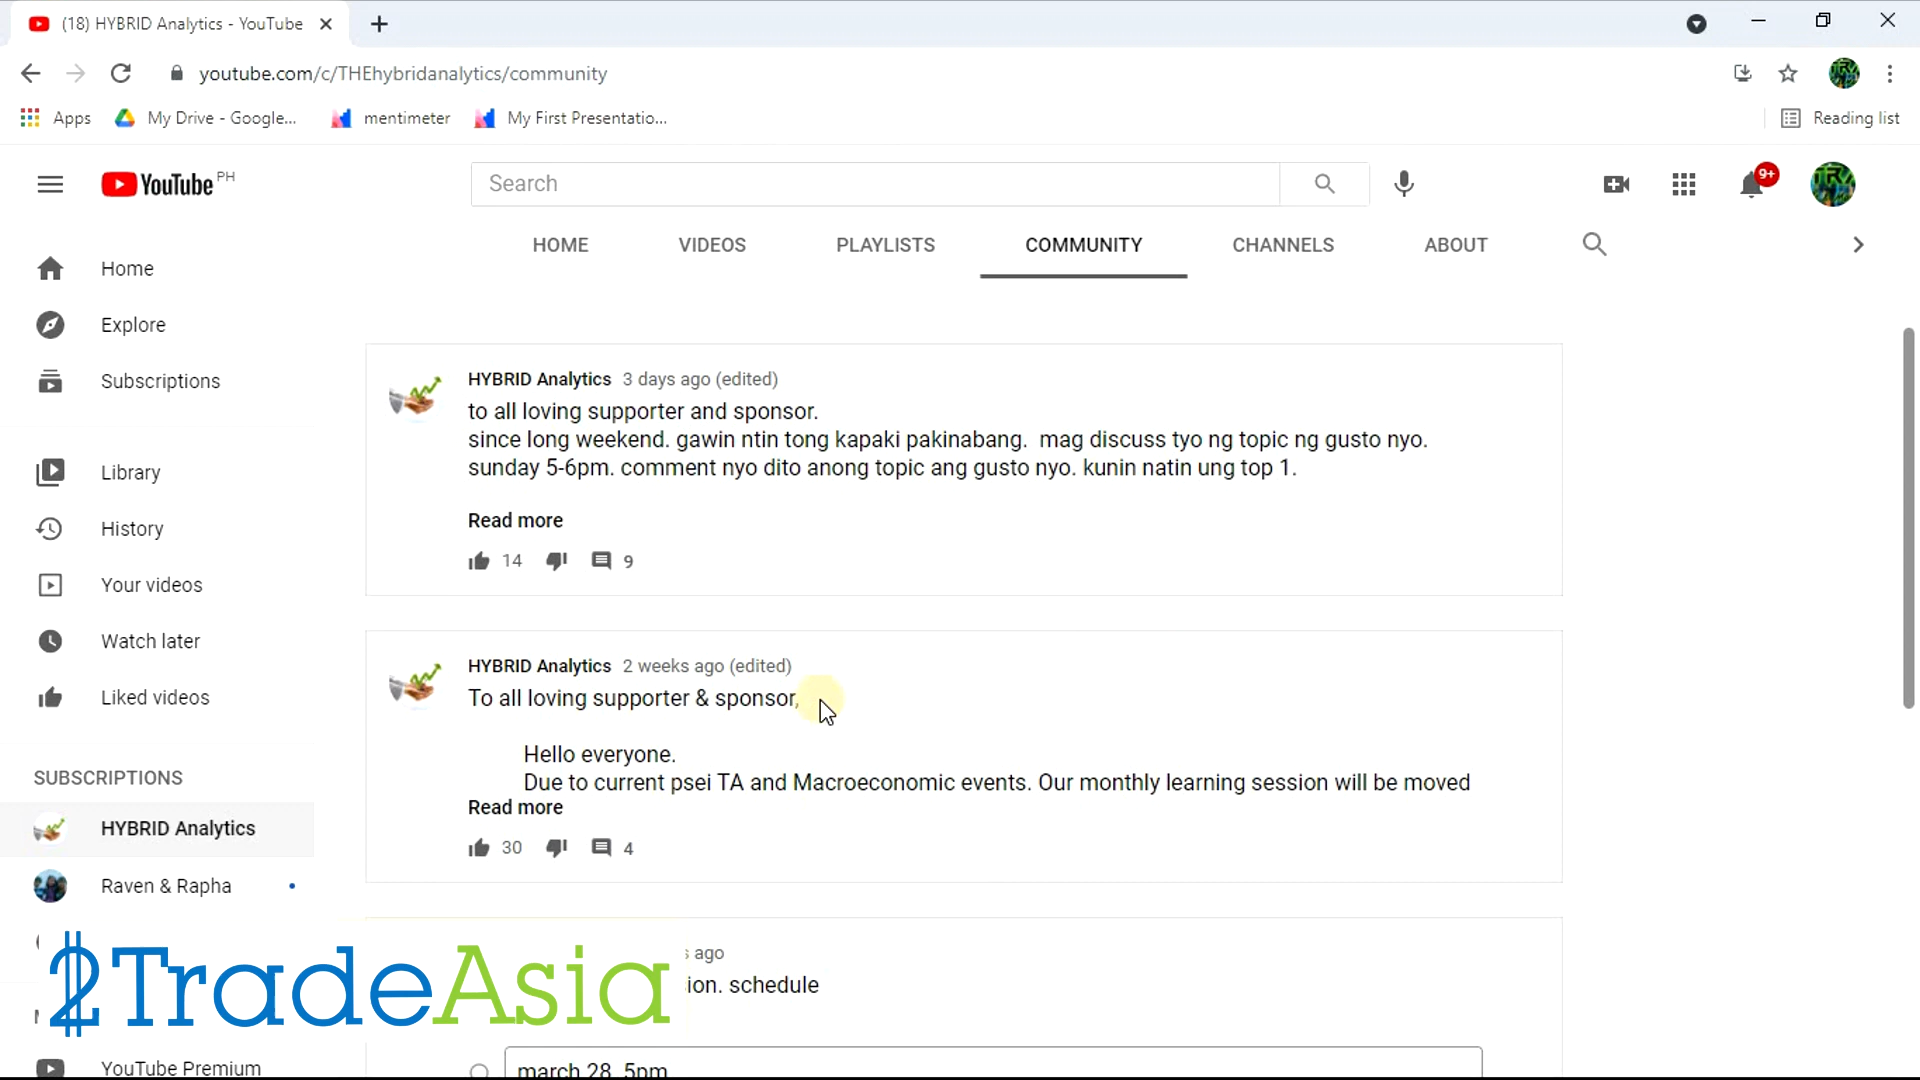 (18) HYBRID Analytics - YouTube
youtube.com/c/THEhybridanalytics/community
Apps
My Drive - Google...
mentimeter
My First Presentatio...
Reading list
YouTube PH
Search
9+
HOME
VIDEOS
PLAYLISTS
COMMUNITY
CHANNELS
ABOUT
Home
Explore
Subscriptions
Library
History
Your videos
Watch later
Liked videos
SUBSCRIPTIONS
HYBRID Analytics
Raven & Rapha
YouTube Premium
HYBRID Analytics 3 days ago (edited)
to all loving supporter and sponsor.
since long weekend. gawin ntin tong kapaki pakinabang. mag discuss tyo ng topic ng gusto nyo.
sunday 5-6pm. comment nyo dito anong topic ang gusto nyo. kunin natin ung top 1.
Read more
14
9
HYBRID Analytics 2 weeks ago (edited)
To all loving supporter & sponsor,
Hello everyone.
Due to current psei TA and Macroeconomic events. Our monthly learning session will be moved
Read more
30
4
ago
ion. schedule
march 28, 5pm
2TradeAsia